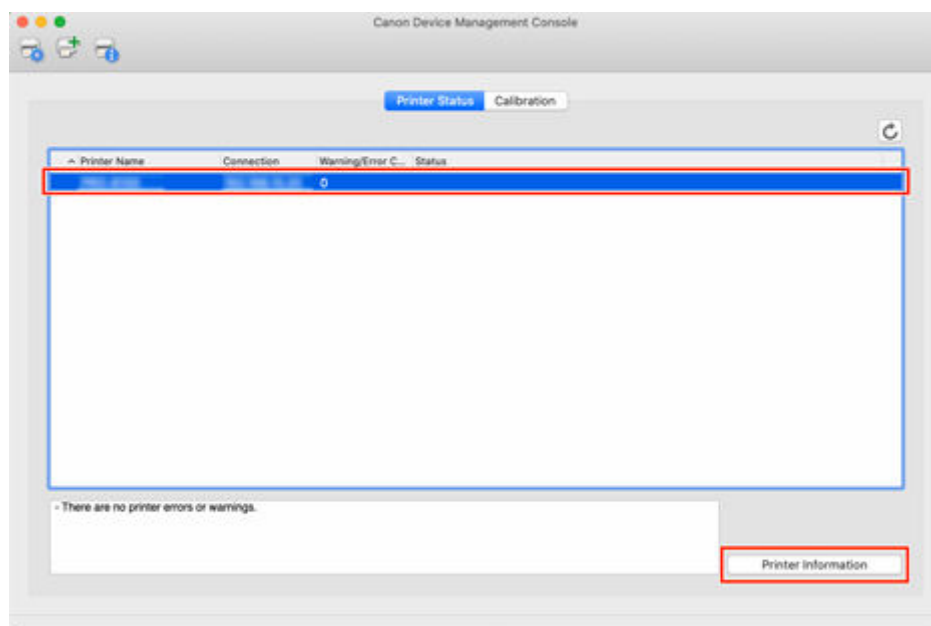 Canon Device Management Console
Printer Status Calibration
Printer Name Connection Warning/Error C... Status
0
- There are no printer errors or warnings.
Printer Information